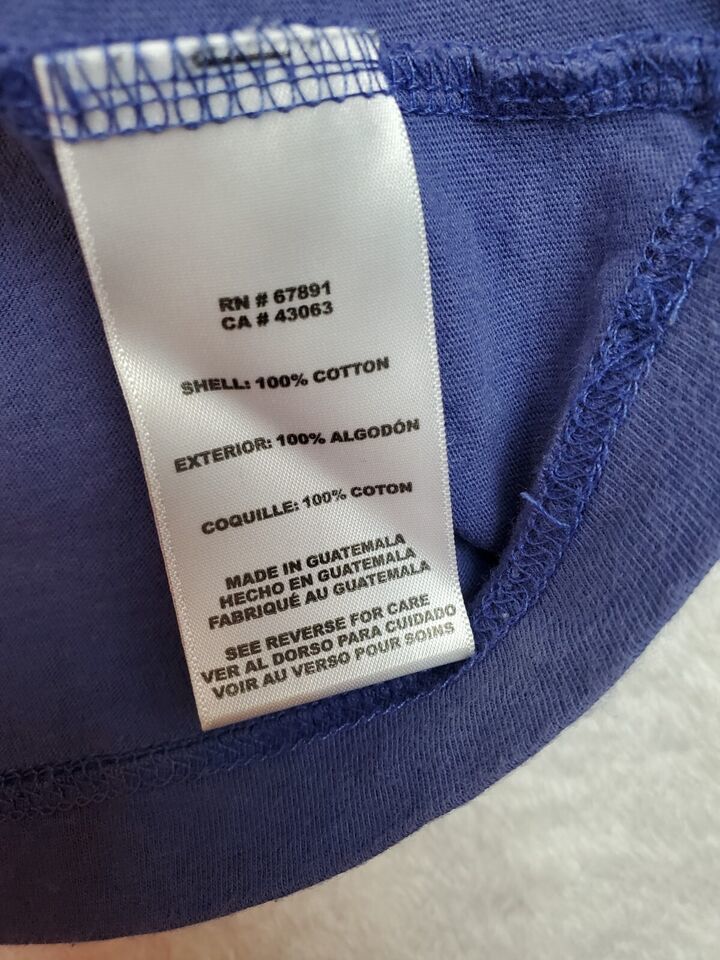 RN # 67891
CA # 43063
SHELL: 100% COTTON
EXTERIOR: 100% ALGODÓN
COQUILLE: 100% COTON
MADE IN GUATEMALA
HECHO EN GUATEMALA
FABRIQUÉ AU GUATEMALA
SEE REVERSE FOR CARE
VER AL DORSO PARA CUIDADO
VOIR AU VERSO POUR SOINS